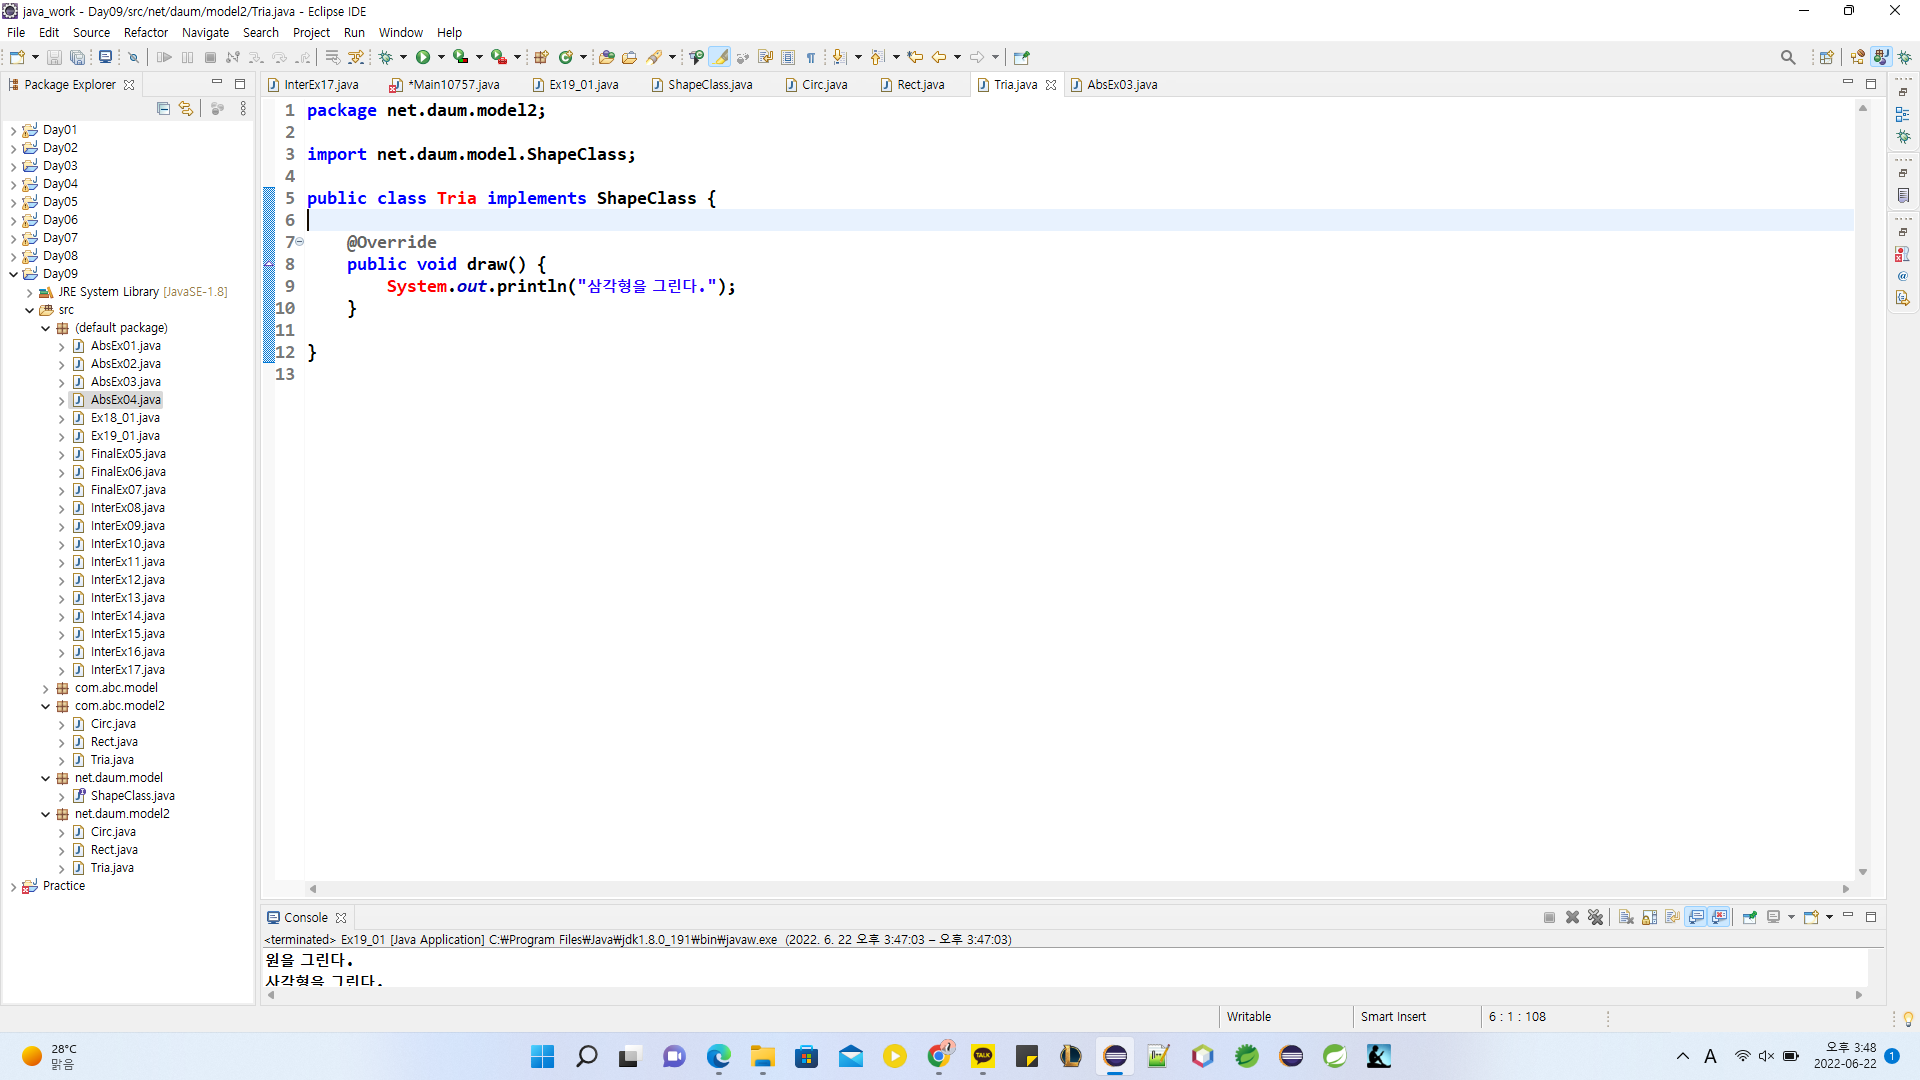 java_work - Day09/src/net/daum/model2/Tria.java - Eclipse IDE
File Edit Source Refactor Navigate Search Project Run Window Help
Package Explorer
InterEx17.java *Main10757.java Ex19_01.java ShapeClass.java Circ.java Rect.java Tria.java AbsEx03.java
Day01
Day02
Day03
Day04
Day05
Day06
Day07
Day08
Day09
JRE System Library [JavaSE-1.8]
src
(default package)
AbsEx01.java
AbsEx02.java
AbsEx03.java
AbsEx04.java
Ex18_01.java
Ex19_01.java
FinalEx05.java
FinalEx06.java
FinalEx07.java
InterEx08.java
InterEx09.java
InterEx10.java
InterEx11.java
InterEx12.java
InterEx13.java
InterEx14.java
InterEx15.java
InterEx16.java
InterEx17.java
com.abc.model
com.abc.model2
Circ.java
Rect.java
Tria.java
net.daum.model
ShapeClass.java
net.daum.model2
Circ.java
Rect.java
Tria.java
Practice
1 package net.daum.model2;
2
3 import net.daum.model.ShapeClass;
4
5 public class Tria implements ShapeClass {
6
7 @Override
8 public void draw() {
9 System.out.println("삼각형을 그린다.");
10 }
11
12 }
13
Console
<terminated> Ex19_01 [Java Application] C:₩Program Files₩Java₩jdk1.8.0_191₩bin₩javaw.exe (2022. 6. 22 오후 3:47:03 – 오후 3:47:03)
원을 그린다.
사각형을 그린다.
Writable Smart Insert 6 : 1 : 108
28°C
맑음
TALK
A
오후 3:48
2022-06-22
1